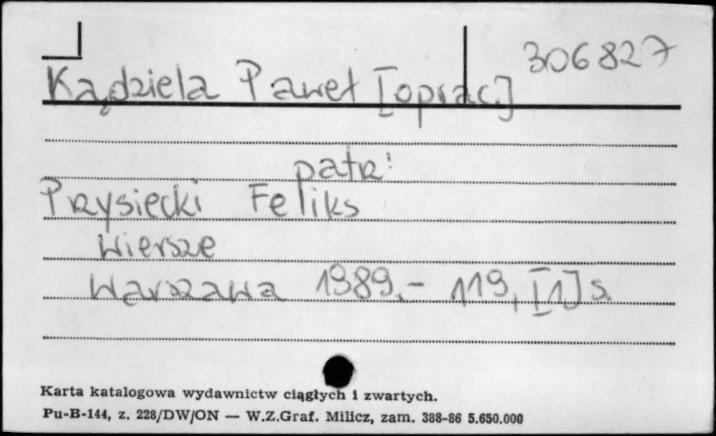 306827
Kądziela Paweł [oprac.]
patrz:
Przysiecki Feliks
Wiersze
Warszawa 1989.- 119, [1] s.
Karta katalogowa wydawnictw ciągłych i zwartych.
Pu-B-144, z. 228/DW/ON — W.Z.Graf. Milicz, zam. 388-86 5.650.000